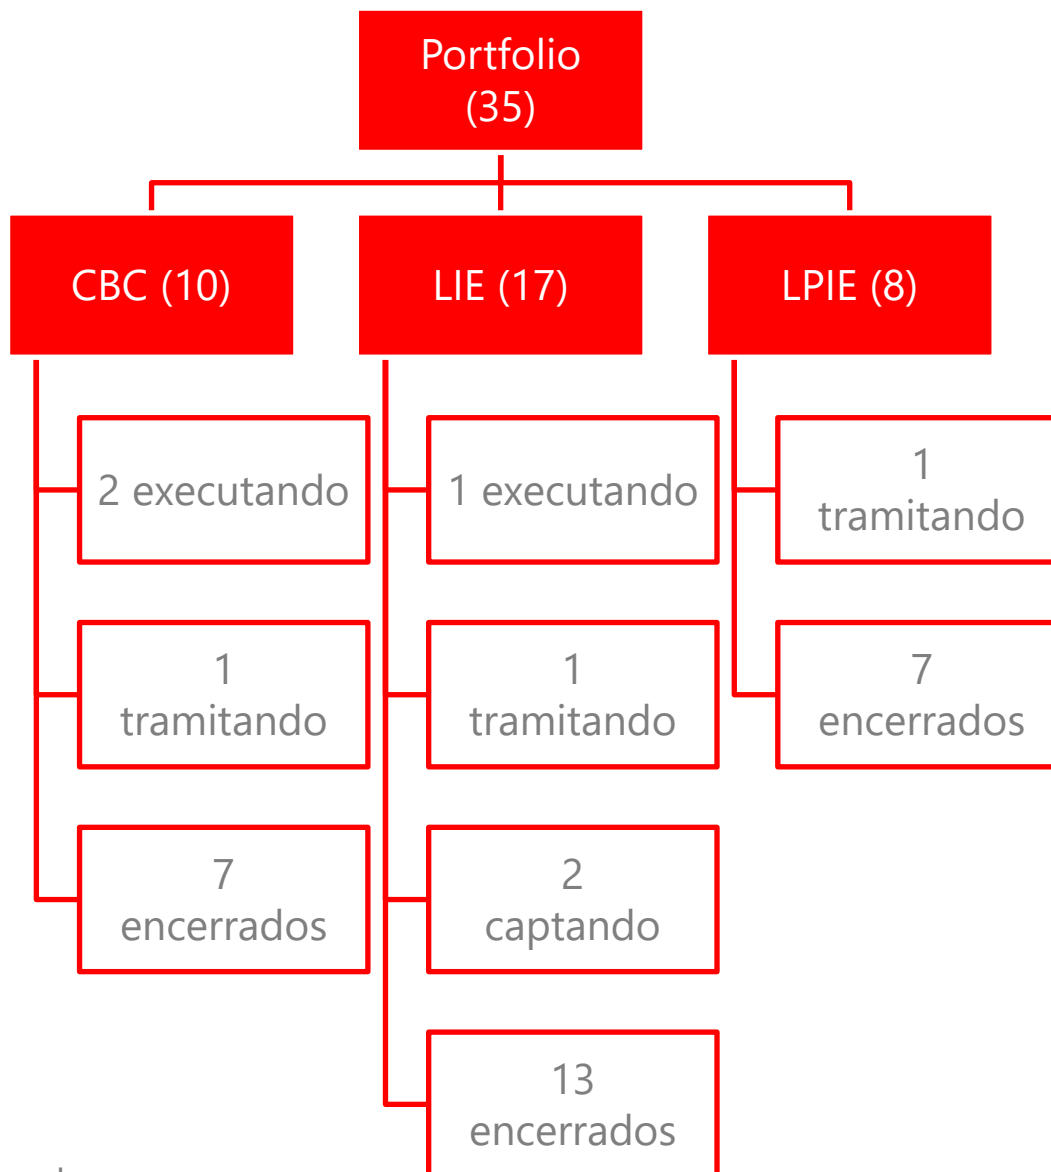 Portfolio
(35)
CBC (10)
LIE (17)
LPIE (8)
2 executando
1
tramitando
7
encerrados
1 executando
1
tramitando
2
captando
13
encerrados
1
tramitando
7
encerrados